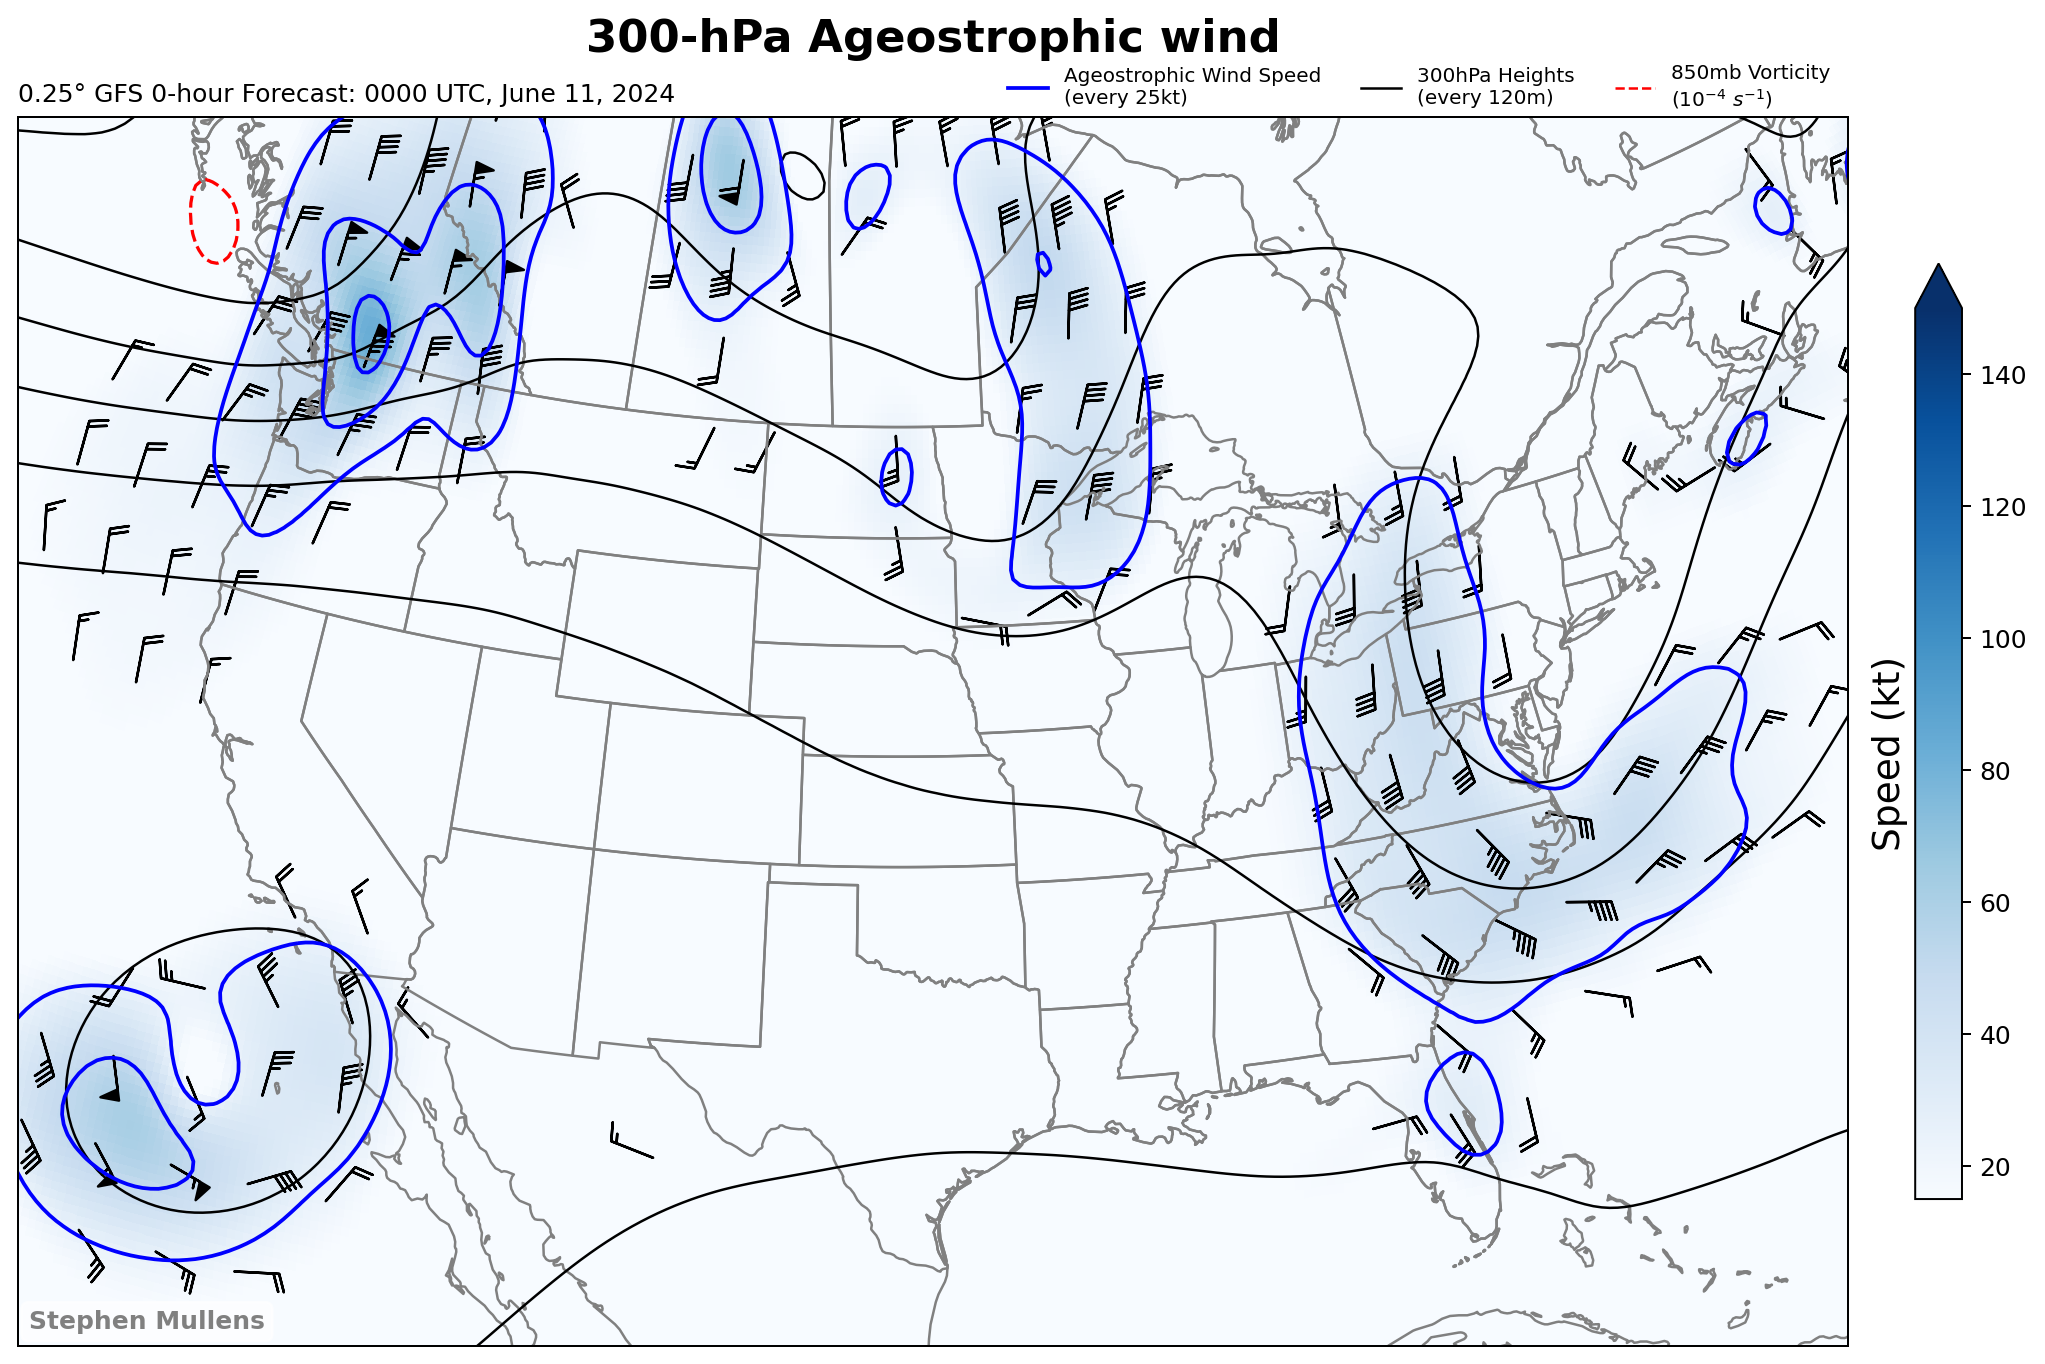 300-hPa Ageostrophic wind
0.25° GFS 0-hour Forecast: 0000 UTC, June 11, 2024
Ageostrophic Wind Speed
(every 25kt)
300hPa Heights
(every 120m)
850mb Vorticity
(10⁻⁴ s⁻¹)
140
120
100
80
60
40
20
Speed (kt)
Stephen Mullens